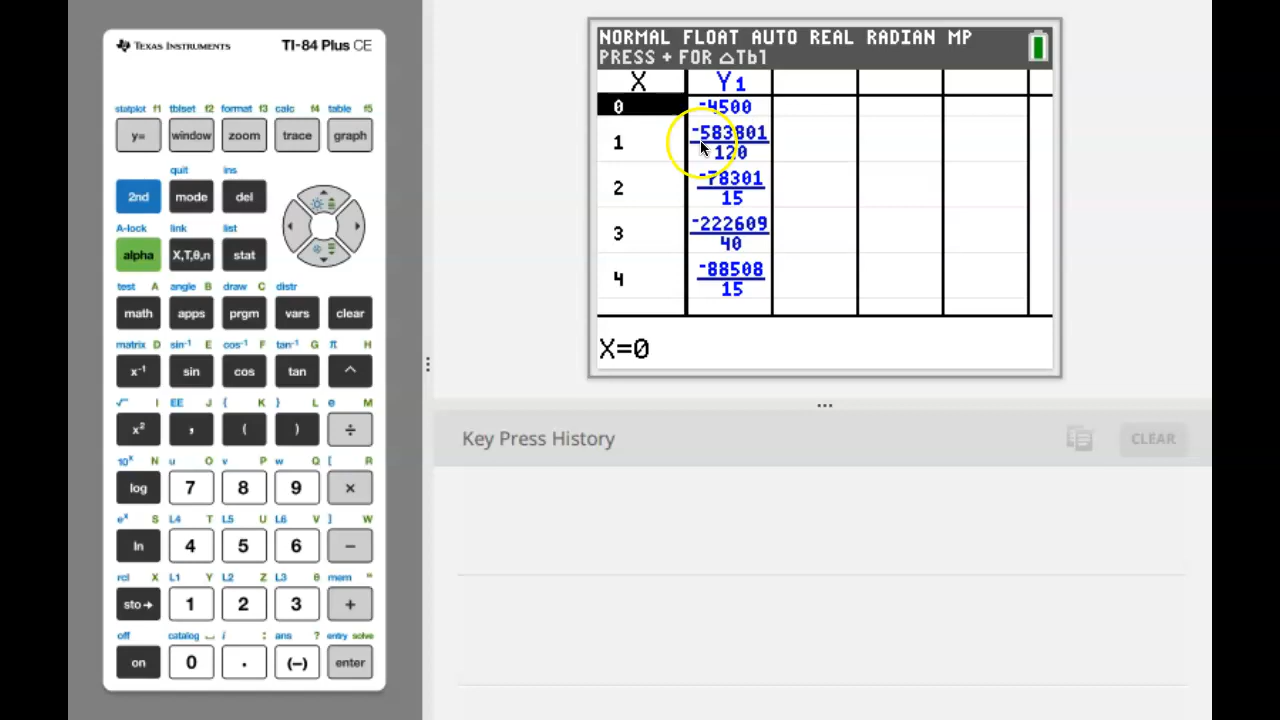 TEXAS INSTRUMENTS TI-84 Plus CE
statplot f1 tblset f2 format f3 calc f4 table f5
y= window zoom trace graph
quit ins
2nd mode del
A-lock link list
alpha X,T,θ,n stat
test A angle B draw C distr
math apps prgm vars clear
matrix D sin⁻¹ E cos⁻¹ F tan⁻¹ G π H
x⁻¹ sin cos tan ^
√ I EE J { K } L e M
x² , ( ) ÷
10ˣ N u O v P w Q [ R
log 7 8 9 ×
eˣ S L4 T L5 U L6 V ] W
ln 4 5 6 −
rcl X L1 Y L2 Z L3 θ mem "
sto→ 1 2 3 +
off catalog ⎵ i : ans ? entry solve
on 0 . (−) enter
NORMAL FLOAT AUTO REAL RADIAN MP
PRESS + FOR △Tbl
X Y1
0 -4500
1 -583801/120
2 -78301/15
3 -222609/40
4 -88508/15
X=0
Key Press History
CLEAR